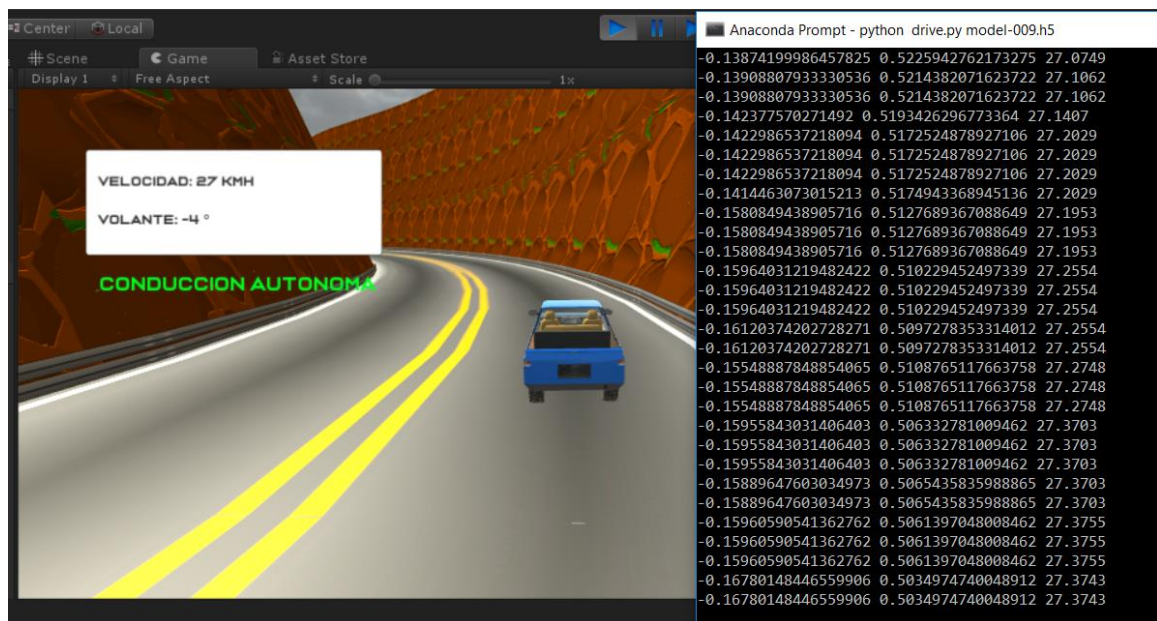 Center Local
Scene Game Asset Store
Display 1 Free Aspect Scale 1x
VELOCIDAD: 27 KMH
VOLANTE: -4 °
CONDUCCION AUTONOMA
Anaconda Prompt - python drive.py model-009.h5
-0.13874199986457825 0.5225942762173275 27.0749
-0.13908807933330536 0.5214382071623722 27.1062
-0.13908807933330536 0.5214382071623722 27.1062
-0.142377570271492 0.5193426296773364 27.1407
-0.1422986537218094 0.5172524878927106 27.2029
-0.1422986537218094 0.5172524878927106 27.2029
-0.1422986537218094 0.5172524878927106 27.2029
-0.1414463073015213 0.5174943368945136 27.2029
-0.1580849438905716 0.5127689367088649 27.1953
-0.1580849438905716 0.5127689367088649 27.1953
-0.1580849438905716 0.5127689367088649 27.1953
-0.15964031219482422 0.510229452497339 27.2554
-0.15964031219482422 0.510229452497339 27.2554
-0.15964031219482422 0.510229452497339 27.2554
-0.16120374202728271 0.5097278353314012 27.2554
-0.16120374202728271 0.5097278353314012 27.2554
-0.15548887848854065 0.5108765117663758 27.2748
-0.15548887848854065 0.5108765117663758 27.2748
-0.15548887848854065 0.5108765117663758 27.2748
-0.15955843031406403 0.506332781009462 27.3703
-0.15955843031406403 0.506332781009462 27.3703
-0.15955843031406403 0.506332781009462 27.3703
-0.15889647603034973 0.5065435835988865 27.3703
-0.15889647603034973 0.5065435835988865 27.3703
-0.15960590541362762 0.5061397048008462 27.3755
-0.15960590541362762 0.5061397048008462 27.3755
-0.15960590541362762 0.5061397048008462 27.3755
-0.16780148446559906 0.5034974740048912 27.3743
-0.16780148446559906 0.5034974740048912 27.3743